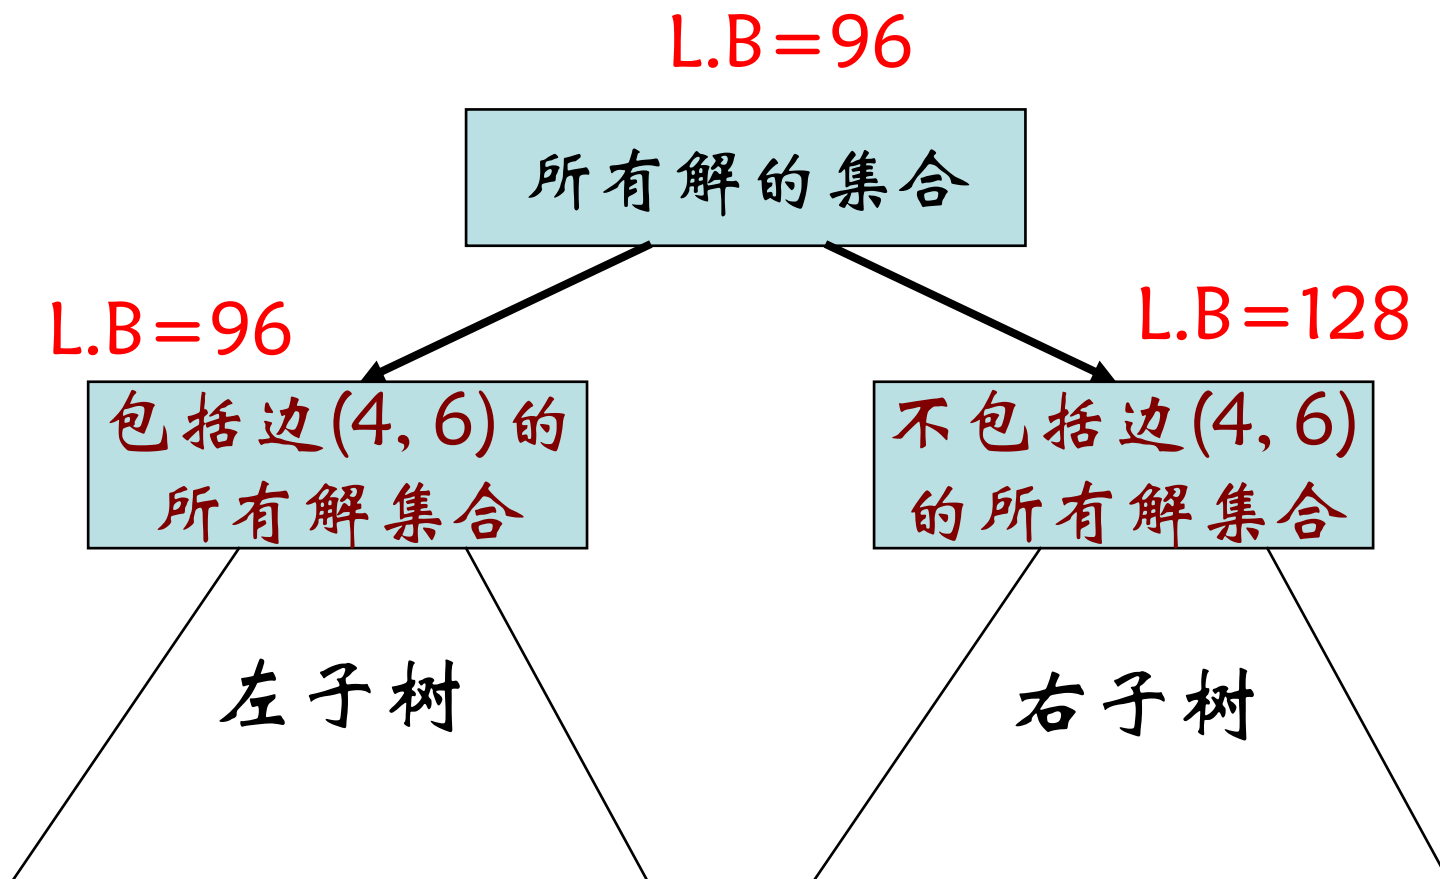 L.B=96
所有解的集合
L.B=96
L.B=128
包括边(4, 6)的
所有解集合
不包括边(4, 6)
的所有解集合
左子树
右子树